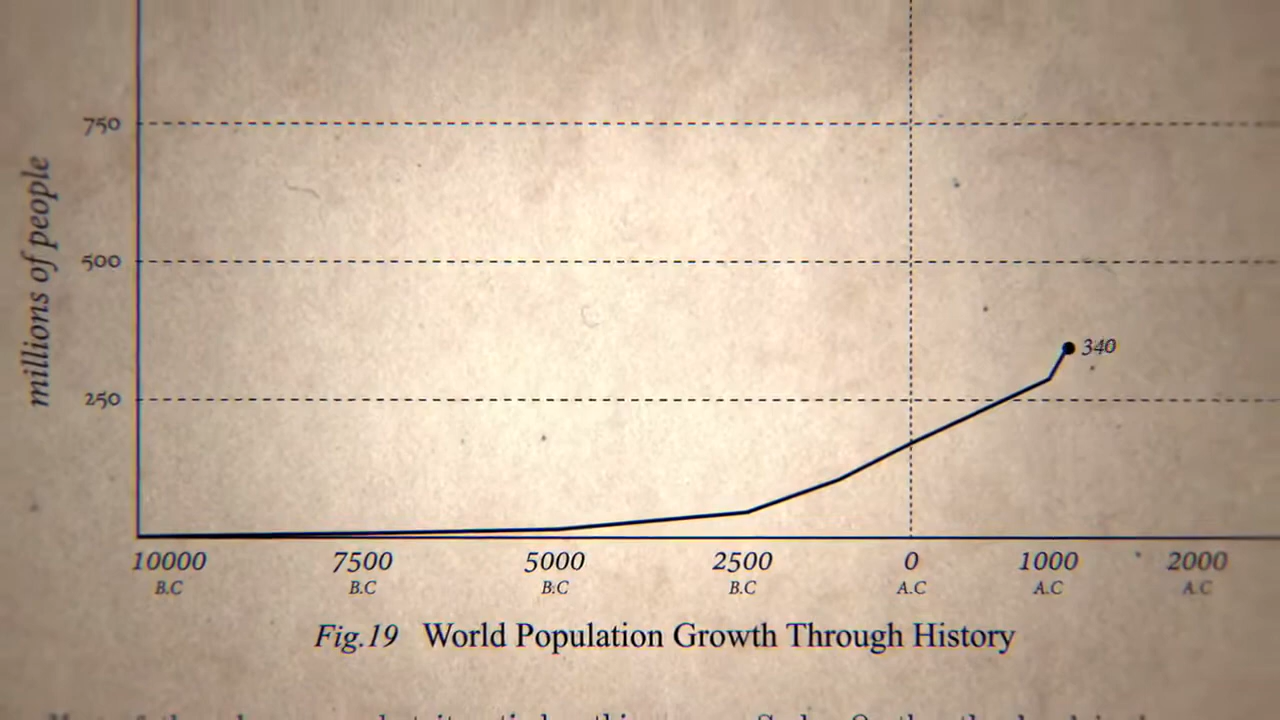 750
500
250
millions of people
340
10000 7500 5000 2500 0 1000 2000
B.C B.C B.C B.C A.C A.C A.C
Fig.19 World Population Growth Through History